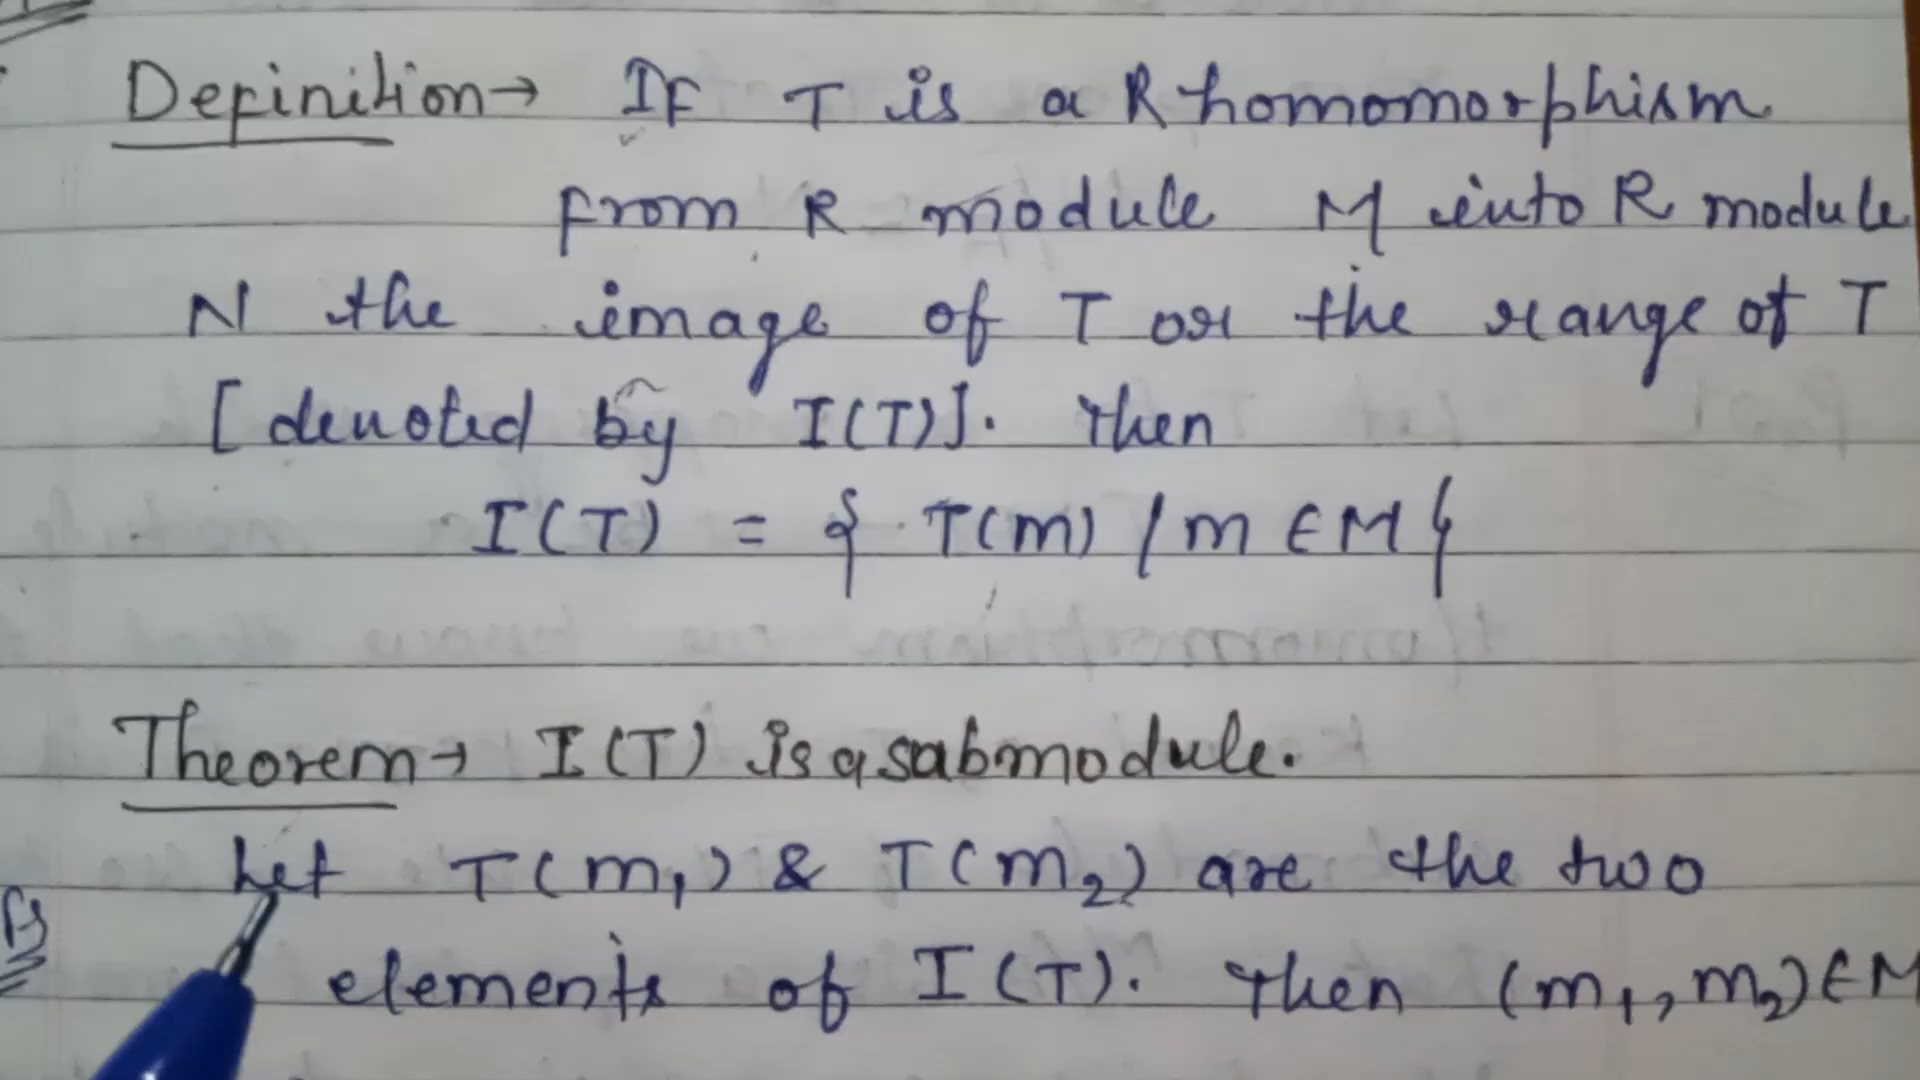 Definition→ If T is a R homomorphism
from R module M into R module
N the image of T or the range of T
[denoted by I(T)]. Then
I(T) = { T(m) / m ∈ M }
Theorem→ I(T) is a sabmodule.
Let T(m₁) & T(m₂) are the two
elements of I(T). Then (m₁, m₂) ∈ M